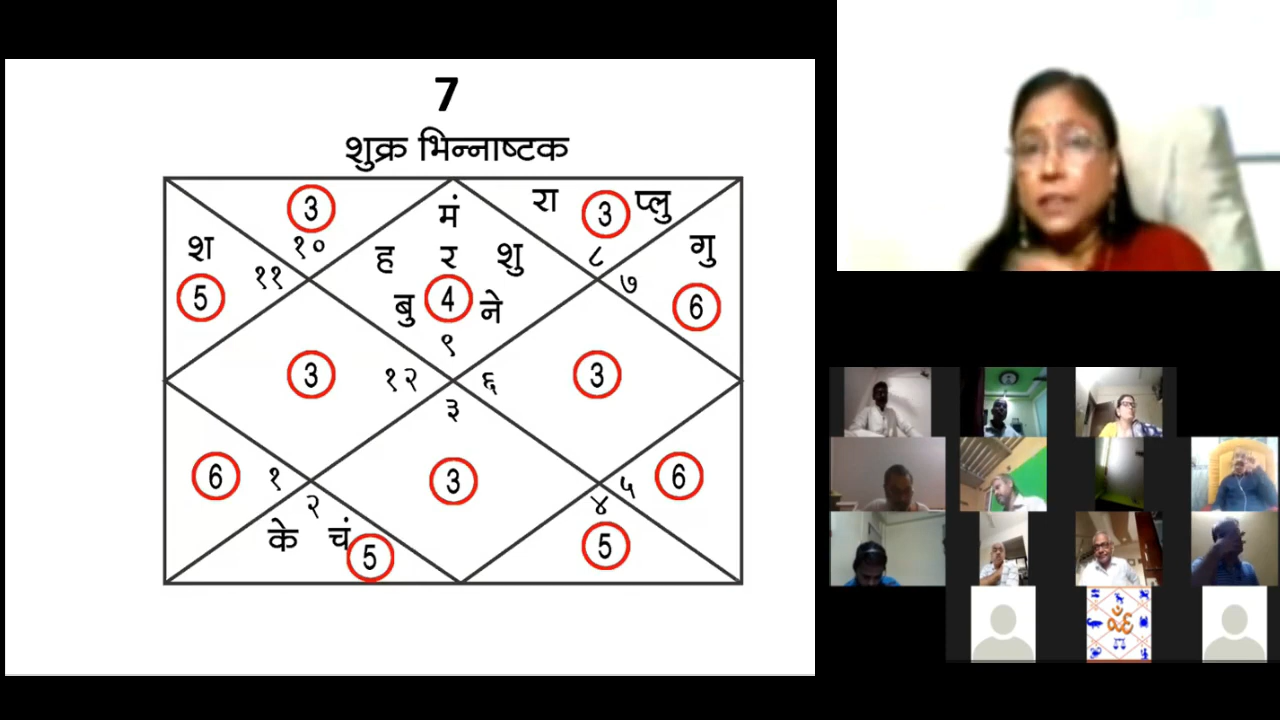 7
शुक्र भिन्नाष्टक
3
१०
श
११
5
मं
ह र शु
बु 4 ने
९
रा 3 प्लु
८
गु
७
6
3 १२
६ 3
३
3
6 १
२
के चं 5
५ 6
४
5
ॐ